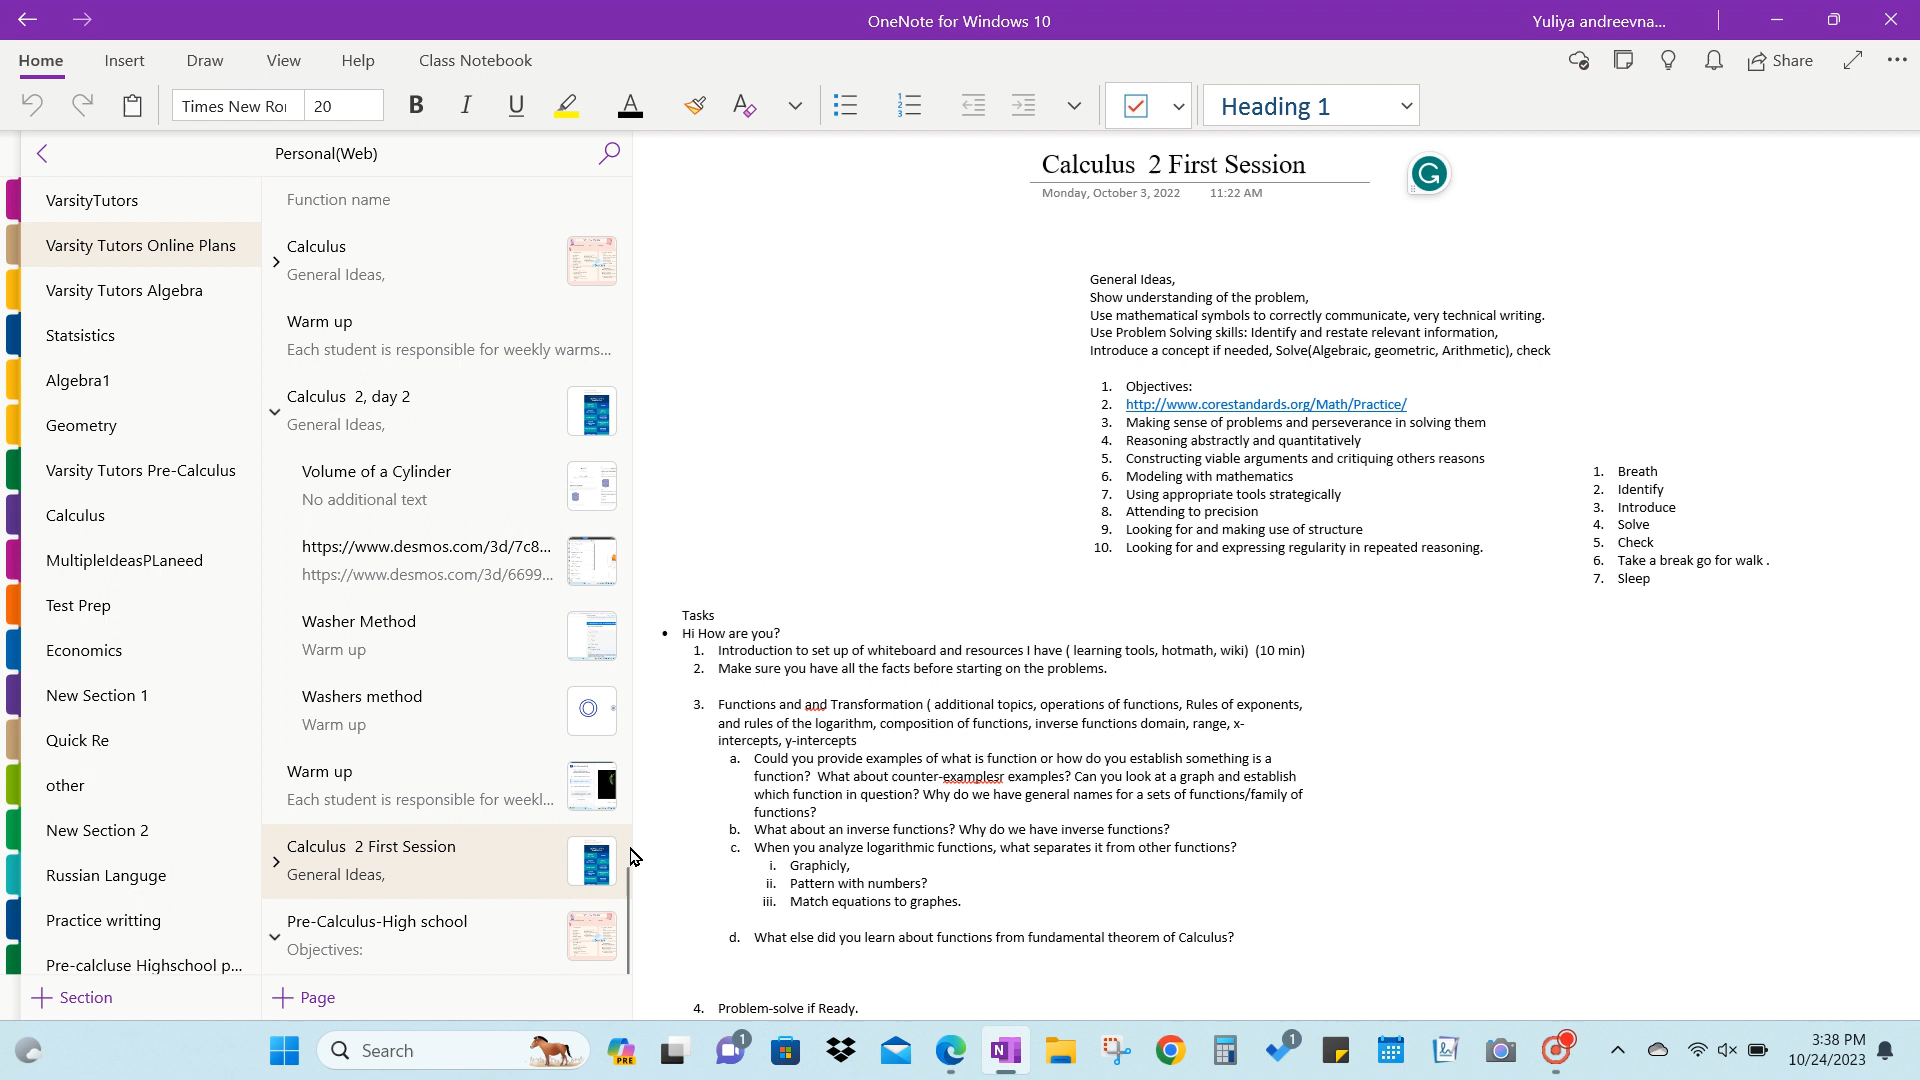 OneNote for Windows 10
Yuliya andreevna...
Home
Insert
Draw
View
Help
Class Notebook
Share
Times New Ro
20
B
I
U
A
A
Heading 1
Personal(Web)
VarsityTutors
Varsity Tutors Online Plans
Varsity Tutors Algebra
Statsistics
Algebra1
Geometry
Varsity Tutors Pre-Calculus
Calculus
MultipleIdeasPLaneed
Test Prep
Economics
New Section 1
Quick Re
other
New Section 2
Russian Languge
Practice writting
Pre-calcluse Highschool p...
Section
Function name
Calculus
General Ideas,
Warm up
Each student is responsible for weekly warms...
Calculus  2, day 2
General Ideas,
Volume of a Cylinder
No additional text
https://www.desmos.com/3d/7c8...
https://www.desmos.com/3d/6699...
Washer Method
Warm up
Washers method
Warm up
Warm up
Each student is responsible for weekl...
Calculus  2 First Session
General Ideas,
Pre-Calculus-High school
Objectives:
Page
Calculus  2 First Session
Monday, October 3, 2022
11:22 AM
General Ideas,
Show understanding of the problem,
Use mathematical symbols to correctly communicate, very technical writing.
Use Problem Solving skills: Identify and restate relevant information,
Introduce a concept if needed, Solve(Algebraic, geometric, Arithmetic), check
1. Objectives:
2. http://www.corestandards.org/Math/Practice/
3. Making sense of problems and perseverance in solving them
4. Reasoning abstractly and quantitatively
5. Constructing viable arguments and critiquing others reasons
6. Modeling with mathematics
7. Using appropriate tools strategically
8. Attending to precision
9. Looking for and making use of structure
10. Looking for and expressing regularity in repeated reasoning.
1. Breath
2. Identify
3. Introduce
4. Solve
5. Check
6. Take a break go for walk .
7. Sleep
Tasks
• Hi How are you?
1. Introduction to set up of whiteboard and resources I have ( learning tools, hotmath, wiki)  (10 min)
2. Make sure you have all the facts before starting on the problems.
3. Functions and and Transformation ( additional topics, operations of functions, Rules of exponents,
and rules of the logarithm, composition of functions, inverse functions domain, range, x-
intercepts, y-intercepts
a. Could you provide examples of what is function or how do you establish something is a
function?  What about counter-examplesr examples? Can you look at a graph and establish
which function in question? Why do we have general names for a sets of functions/family of
functions?
b. What about an inverse functions? Why do we have inverse functions?
c. When you analyze logarithmic functions, what separates it from other functions?
i. Graphicly,
ii. Pattern with numbers?
iii. Match equations to graphes.
d. What else did you learn about functions from fundamental theorem of Calculus?
4. Problem-solve if Ready.
Search
PRE
1
N
1
3:38 PM
10/24/2023